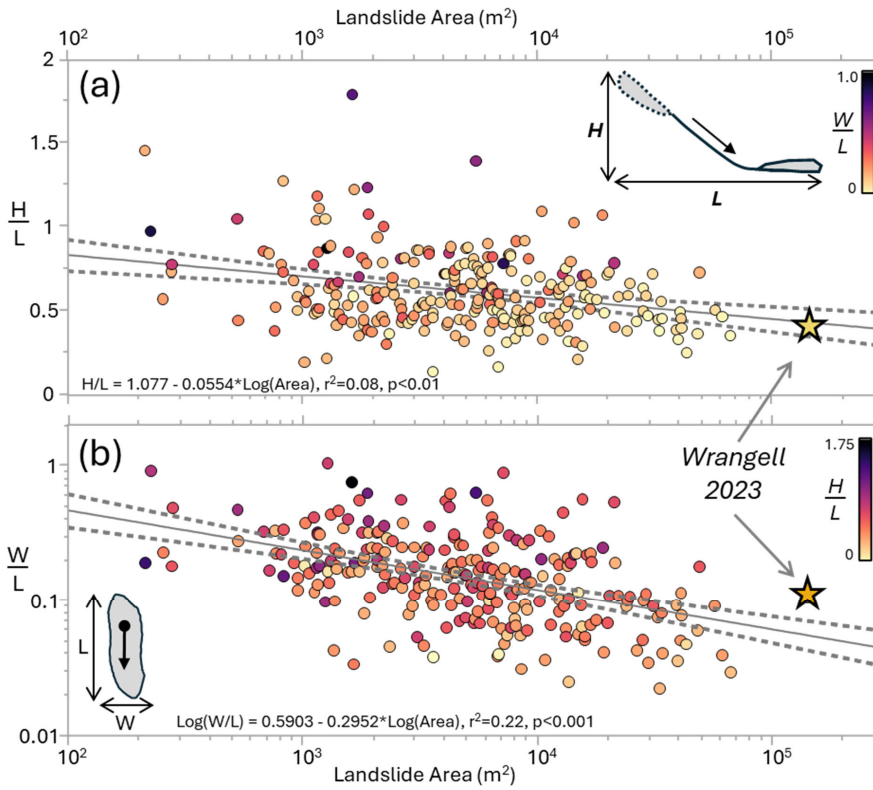 Landslide Area (m²)
10² 10³ 10⁴ 10⁵
2
(a)
1.0
W
L
0
H
L
1.5
H
L
1
0.5
0
H/L = 1.077 - 0.0554*Log(Area), r²=0.08, p<0.01
(b)
Wrangell
2023
1.75
H
L
0
1
W
L
0.1
L
W
0.01
Log(W/L) = 0.5903 - 0.2952*Log(Area), r²=0.22, p<0.001
10² 10³ 10⁴ 10⁵
Landslide Area (m²)